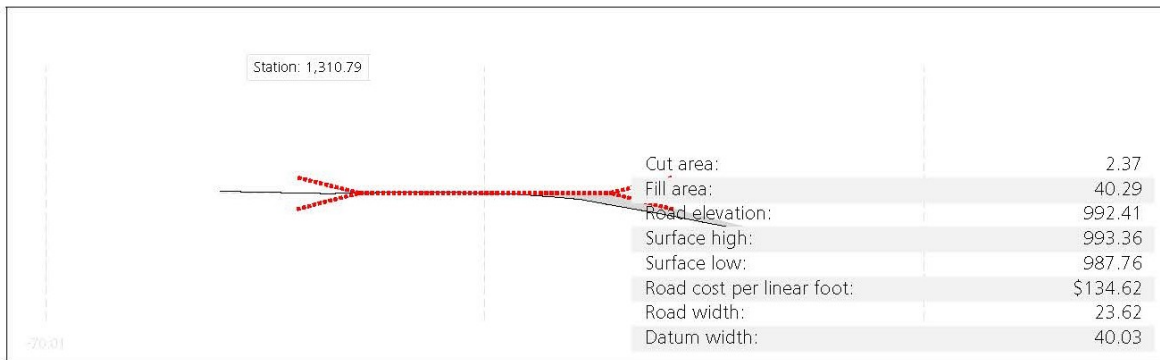 Station: 1,310.79
Cut area: 2.37
Fill area: 40.29
Road elevation: 992.41
Surface high: 993.36
Surface low: 987.76
Road cost per linear foot: $134.62
Road width: 23.62
Datum width: 40.03
-70.01